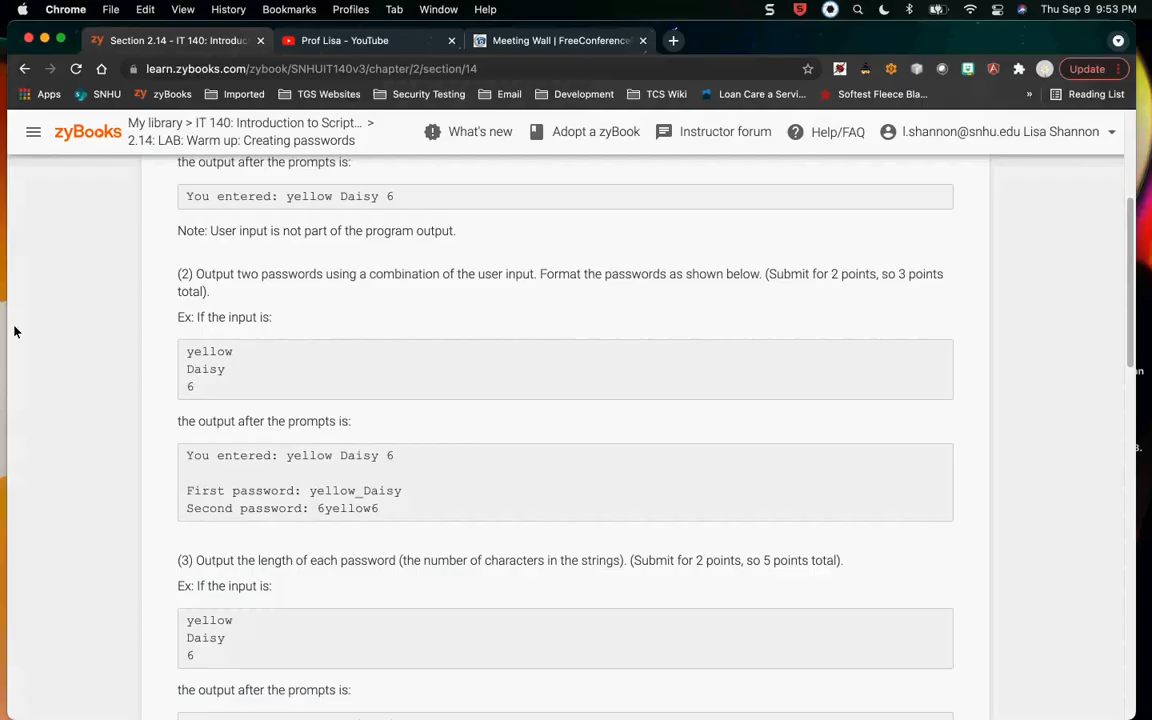 Chrome File Edit View History Bookmarks Profiles Tab Window Help Thu Sep 9 9:53 PM
zy Section 2.14 - IT 140: Introduc Prof Lisa - YouTube Meeting Wall | FreeConference
learn.zybooks.com/zybook/SNHUIT140v3/chapter/2/section/14 Update
Apps SNHU zy zyBooks Imported TGS Websites Security Testing Email Development TCS Wiki Loan Care a Servi... Softest Fleece Bla... » Reading List
zyBooks My library > IT 140: Introduction to Script... > What's new Adopt a zyBook Instructor forum Help/FAQ l.shannon@snhu.edu Lisa Shannon
2.14: LAB: Warm up: Creating passwords
the output after the prompts is:
You entered: yellow Daisy 6
Note: User input is not part of the program output.
(2) Output two passwords using a combination of the user input. Format the passwords as shown below. (Submit for 2 points, so 3 points
total).
Ex: If the input is:
yellow
Daisy
6
the output after the prompts is:
You entered: yellow Daisy 6
First password: yellow_Daisy
Second password: 6yellow6
(3) Output the length of each password (the number of characters in the strings). (Submit for 2 points, so 5 points total).
Ex: If the input is:
yellow
Daisy
6
the output after the prompts is: